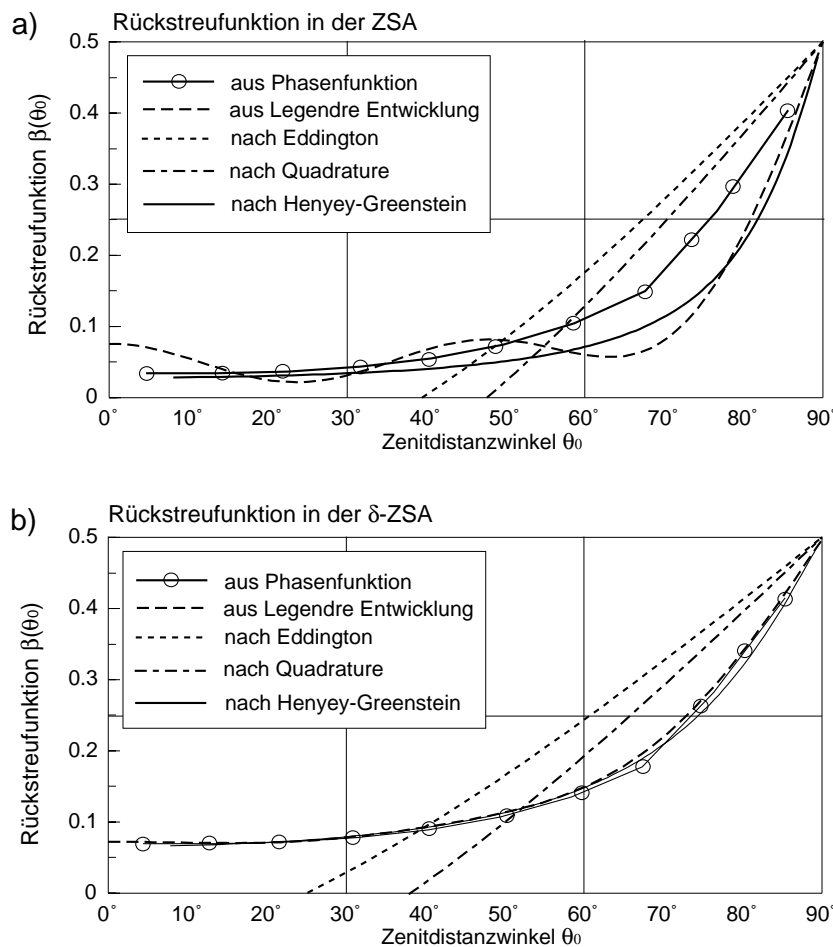 a)
Rückstreufunktion in der ZSA
0.5
0.4
0.3
0.2
0.1
0
Rückstreufunktion β(θ₀)
aus Phasenfunktion
aus Legendre Entwicklung
nach Eddington
nach Quadrature
nach Henyey-Greenstein
0° 10° 20° 30° 40° 50° 60° 70° 80° 90°
Zenitdistanzwinkel θ₀
b)
Rückstreufunktion in der δ-ZSA
0.5
0.4
0.3
0.2
0.1
0
Rückstreufunktion β(θ₀)
aus Phasenfunktion
aus Legendre Entwicklung
nach Eddington
nach Quadrature
nach Henyey-Greenstein
0° 10° 20° 30° 40° 50° 60° 70° 80° 90°
Zenitdistanzwinkel θ₀